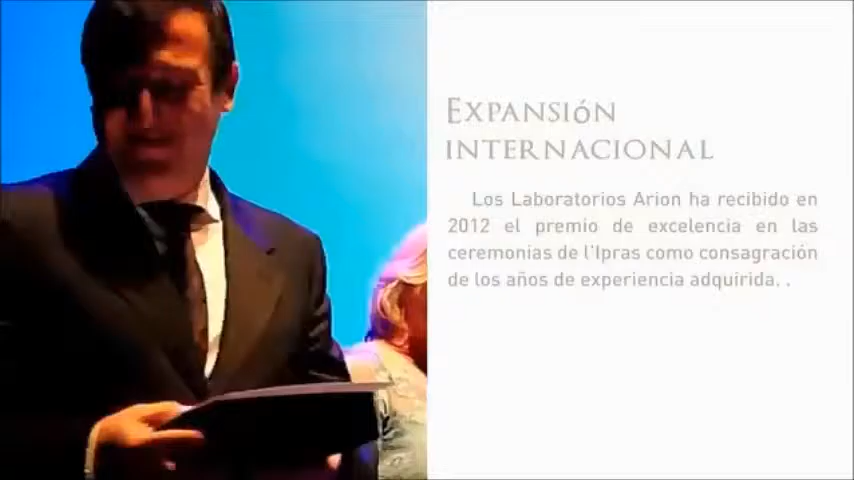 Expansión
internacional
Los Laboratorios Arion ha recibido en
2012 el premio de excelencia en las
ceremonias de l'Ipras como consagración
de los años de experiencia adquirida. .